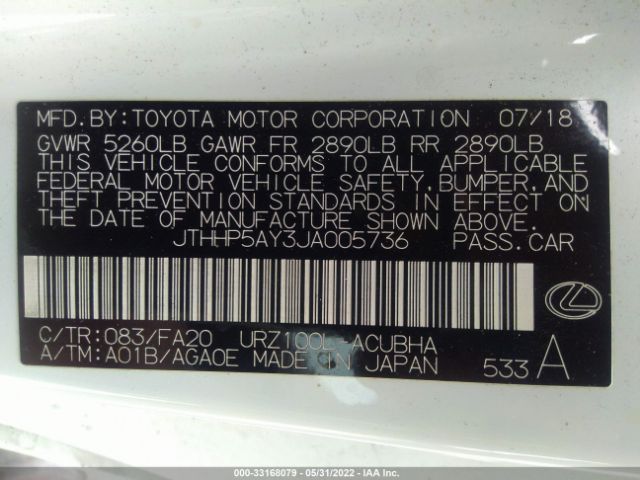 MFD.BY:TOYOTA MOTOR CORPORATION 07/18
GVWR 5260LB GAWR FR 2890LB RR 2890LB
THIS VEHICLE CONFORMS TO ALL APPLICABLE
FEDERAL MOTOR VEHICLE SAFETY,BUMPER,AND
THEFT PREVENTION STANDARDS IN EFFECT ON
THE DATE OF MANUFACTURE SHOWN ABOVE.
JTHHP5AY3JA005736 PASS.CAR
C/TR:083/FA20 URZ100L-ACUBHA
A/TM:A01B/AGA0E MADE IN JAPAN 533 A
000-33168079 - 05/31/2022 - IAA Inc.